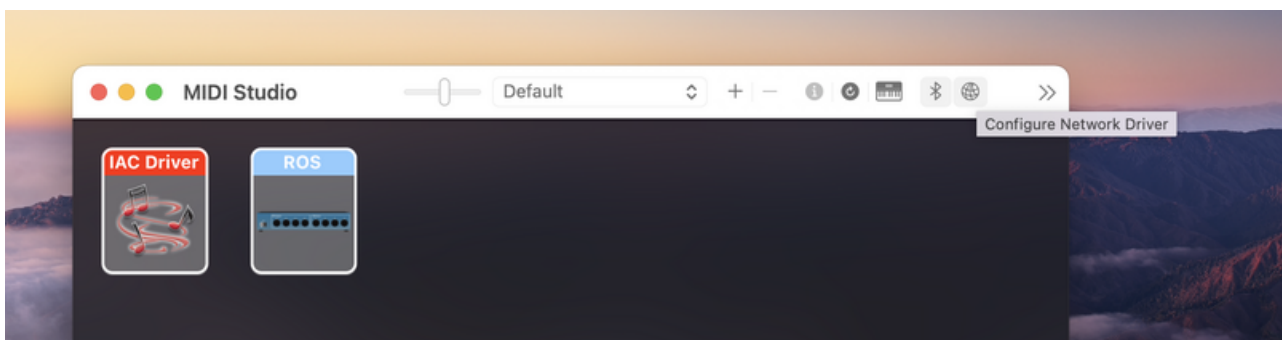 MIDI Studio
Default
Configure Network Driver
IAC Driver
ROS